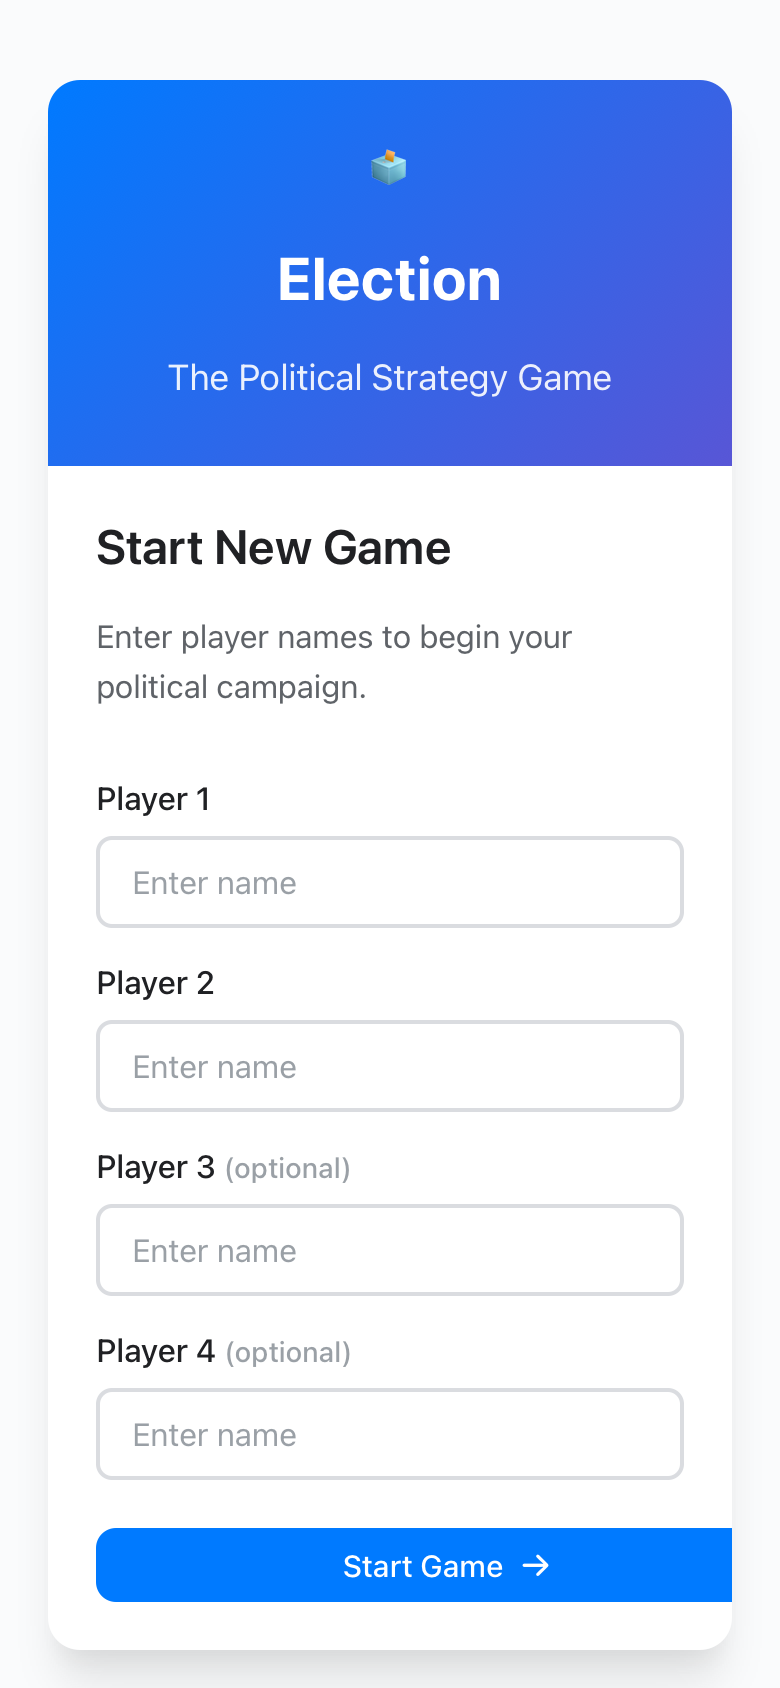 Election
The Political Strategy Game
Start New Game
Enter player names to begin your
political campaign.
Player 1
Enter name
Player 2
Enter name
Player 3 (optional)
Enter name
Player 4 (optional)
Enter name
Start Game →